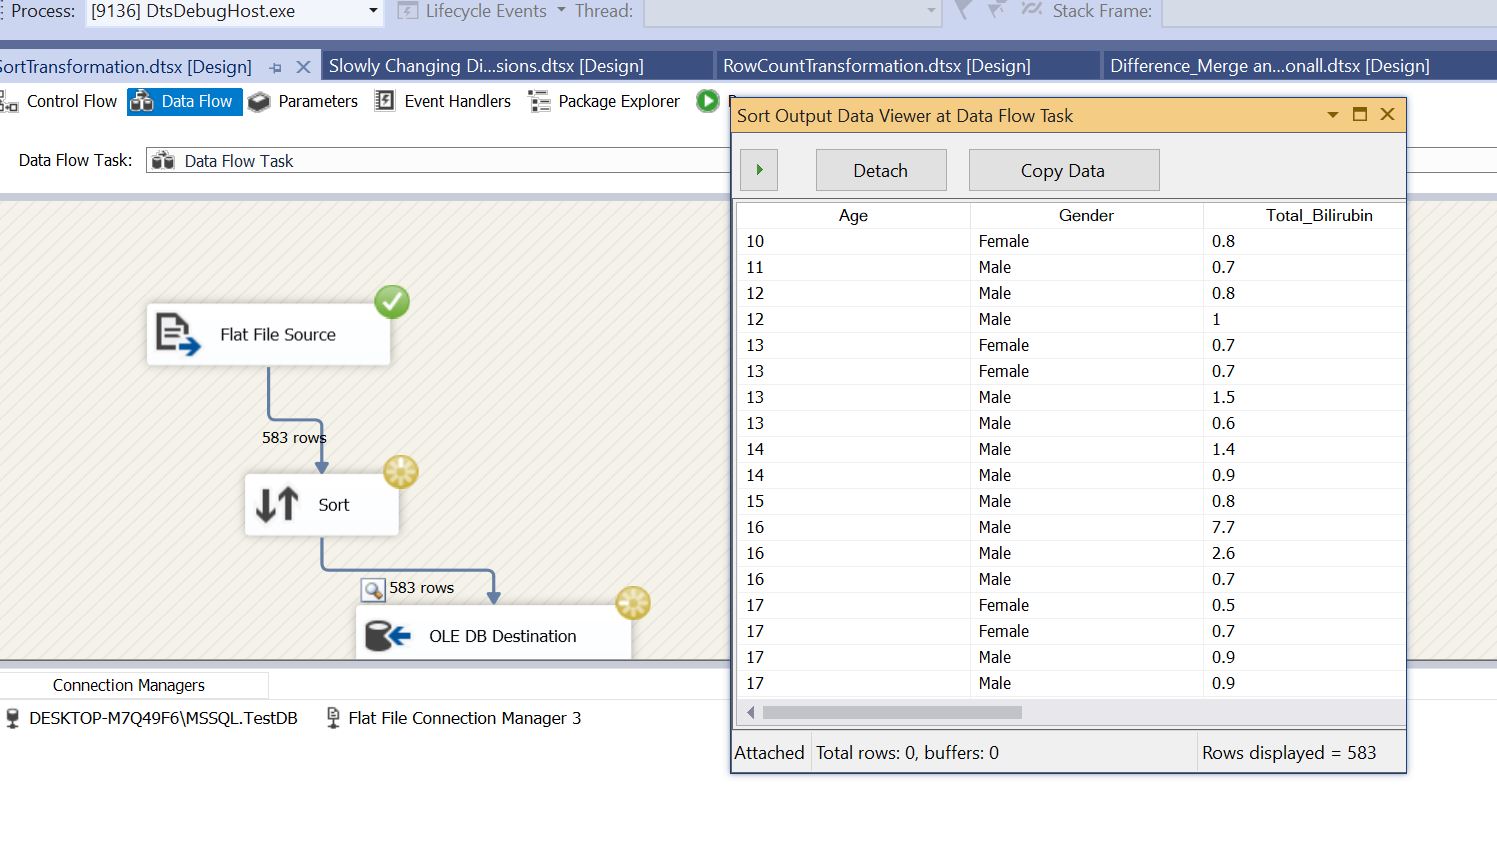 Process: [9136] DtsDebugHost.exe Lifecycle Events Thread: Stack Frame:
SortTransformation.dtsx [Design] Slowly Changing Di...sions.dtsx [Design] RowCountTransformation.dtsx [Design] Difference_Merge an...onall.dtsx [Design]
Control Flow Data Flow Parameters Event Handlers Package Explorer
Data Flow Task: Data Flow Task
Flat File Source
583 rows
Sort
583 rows
OLE DB Destination
Connection Managers
DESKTOP-M7Q49F6\MSSQL.TestDB Flat File Connection Manager 3
Sort Output Data Viewer at Data Flow Task
Detach Copy Data
Age Gender Total_Bilirubin
10 Female 0.8
11 Male 0.7
12 Male 0.8
12 Male 1
13 Female 0.7
13 Female 0.7
13 Male 1.5
13 Male 0.6
14 Male 1.4
14 Male 0.9
15 Male 0.8
16 Male 7.7
16 Male 2.6
16 Male 0.7
17 Female 0.5
17 Female 0.7
17 Male 0.9
17 Male 0.9
Attached Total rows: 0, buffers: 0 Rows displayed = 583